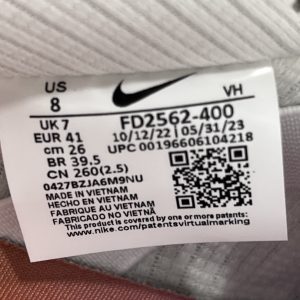 US VH
8
UK 7 FD2562-400
EUR 41 10/12/22 | 05/31/23
cm 26 UPC 00196606104218
BR 39.5
CN 260(2.5)
0427BZJA6M9NU
MADE IN VIETNAM
HECHO EN VIETNAM
FABRIQUE AU VIETNAM
FABRICADO NO VIETNAM
This product is covered by one or more patents:
www.nike.com/patentsvirtualmarking